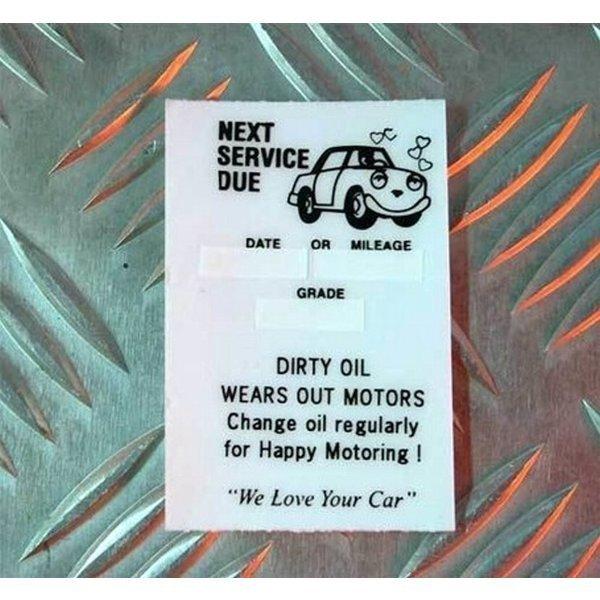 NEXT
SERVICE
DUE
DATE OR MILEAGE
GRADE
DIRTY OIL
WEARS OUT MOTORS
Change oil regularly
for Happy Motoring !
"We Love Your Car"